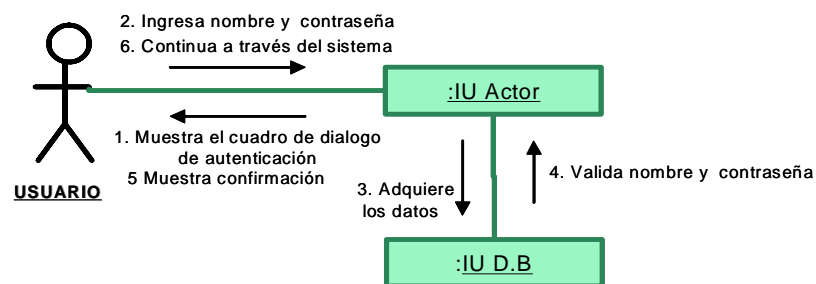 2. Ingresa nombre y contraseña
6. Continua a través del sistema
:IU Actor
1. Muestra el cuadro de dialogo
de autenticación
5 Muestra confirmación
USUARIO
3. Adquiere
los datos
4. Valida nombre y contraseña
:IU D.B